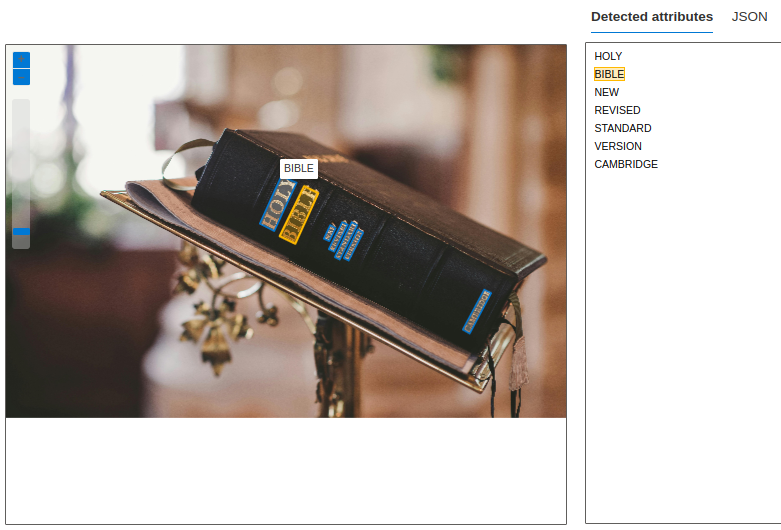 Detected attributes JSON
HOLY
BIBLE
NEW
REVISED
STANDARD
VERSION
CAMBRIDGE
BIBLE
HOLY
BIBLE
NEW
REVISED
STANDARD
VERSION
CAMBRIDGE